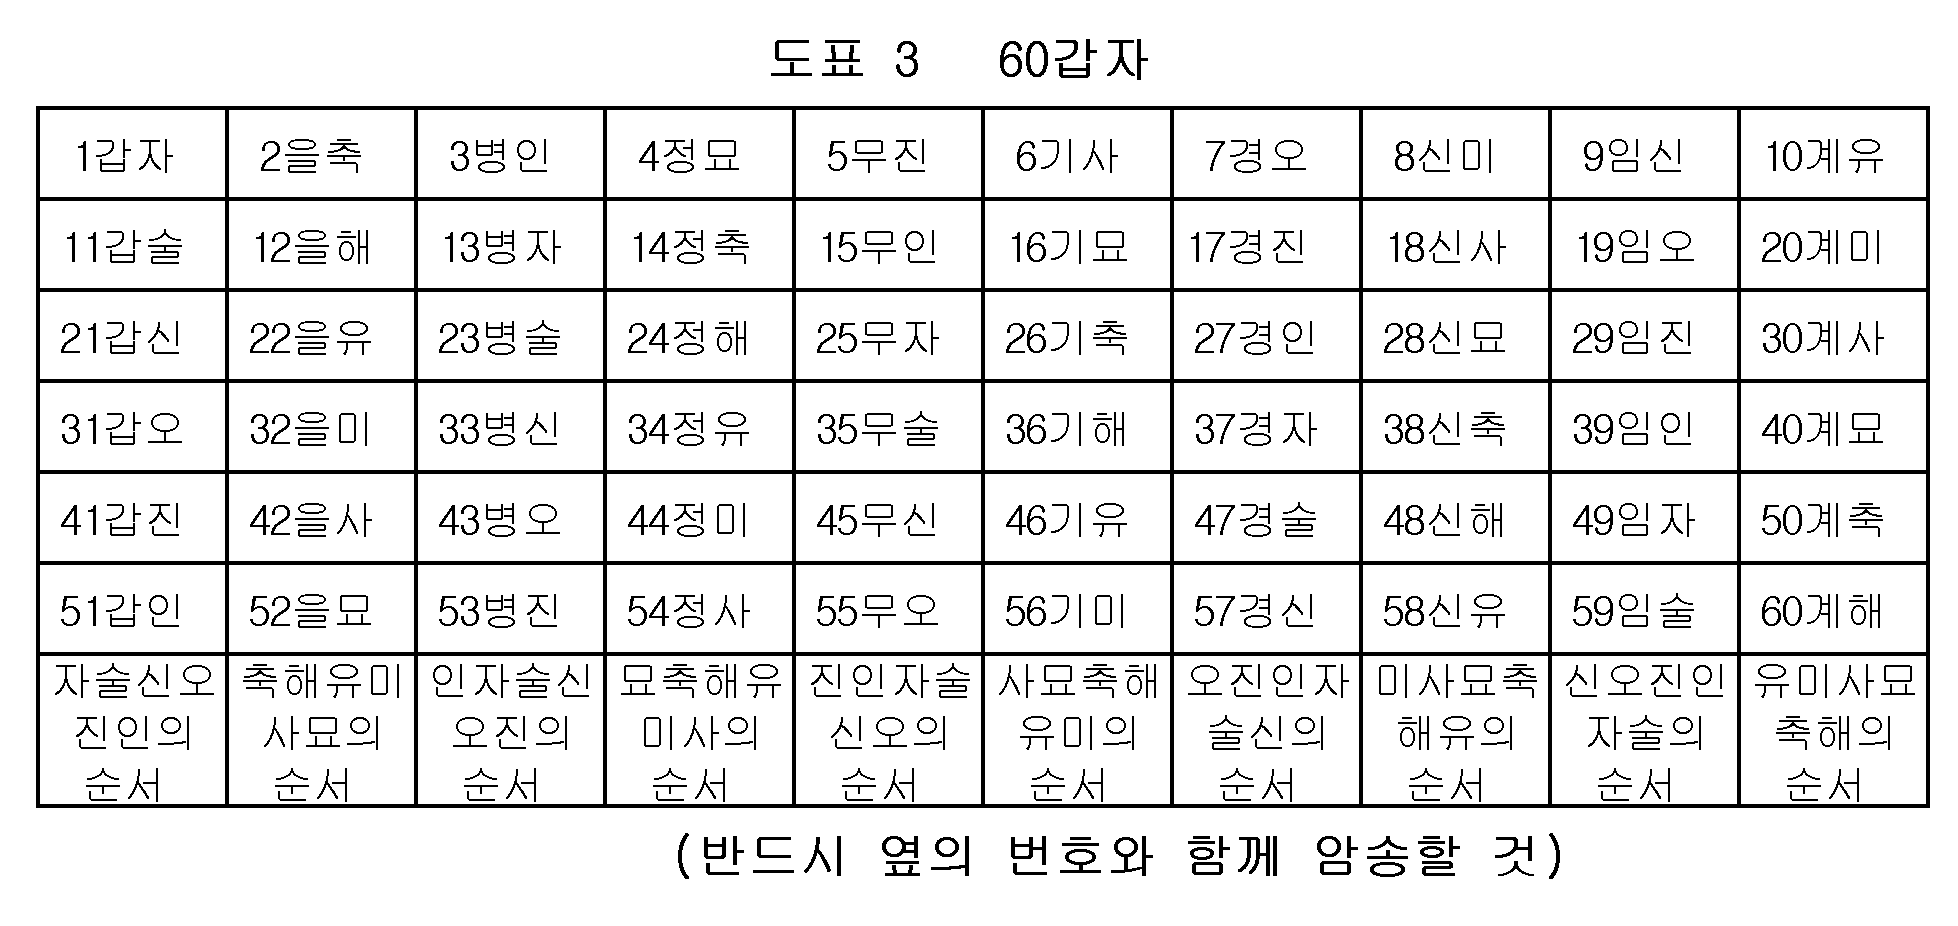 도표 3 60갑자
1갑자 2을축 3병인 4정묘 5무진 6기사 7경오 8신미 9임신 10계유
11갑술 12을해 13병자 14정축 15무인 16기묘 17경진 18신사 19임오 20계미
21갑신 22을유 23병술 24정해 25무자 26기축 27경인 28신묘 29임진 30계사
31갑오 32을미 33병신 34정유 35무술 36기해 37경자 38신축 39임인 40계묘
41갑진 42을사 43병오 44정미 45무신 46기유 47경술 48신해 49임자 50계축
51갑인 52을묘 53병진 54정사 55무오 56기미 57경신 58신유 59임술 60계해
자술신오 축해유미 인자술신 묘축해유 진인자술 사묘축해 오진인자 미사묘축 신오진인 유미사묘
진인의 사묘의 오진의 미사의 신오의 유미의 술신의 해유의 자술의 축해의
순서 순서 순서 순서 순서 순서 순서 순서 순서 순서
(반드시 옆의 번호와 함께 암송할 것)